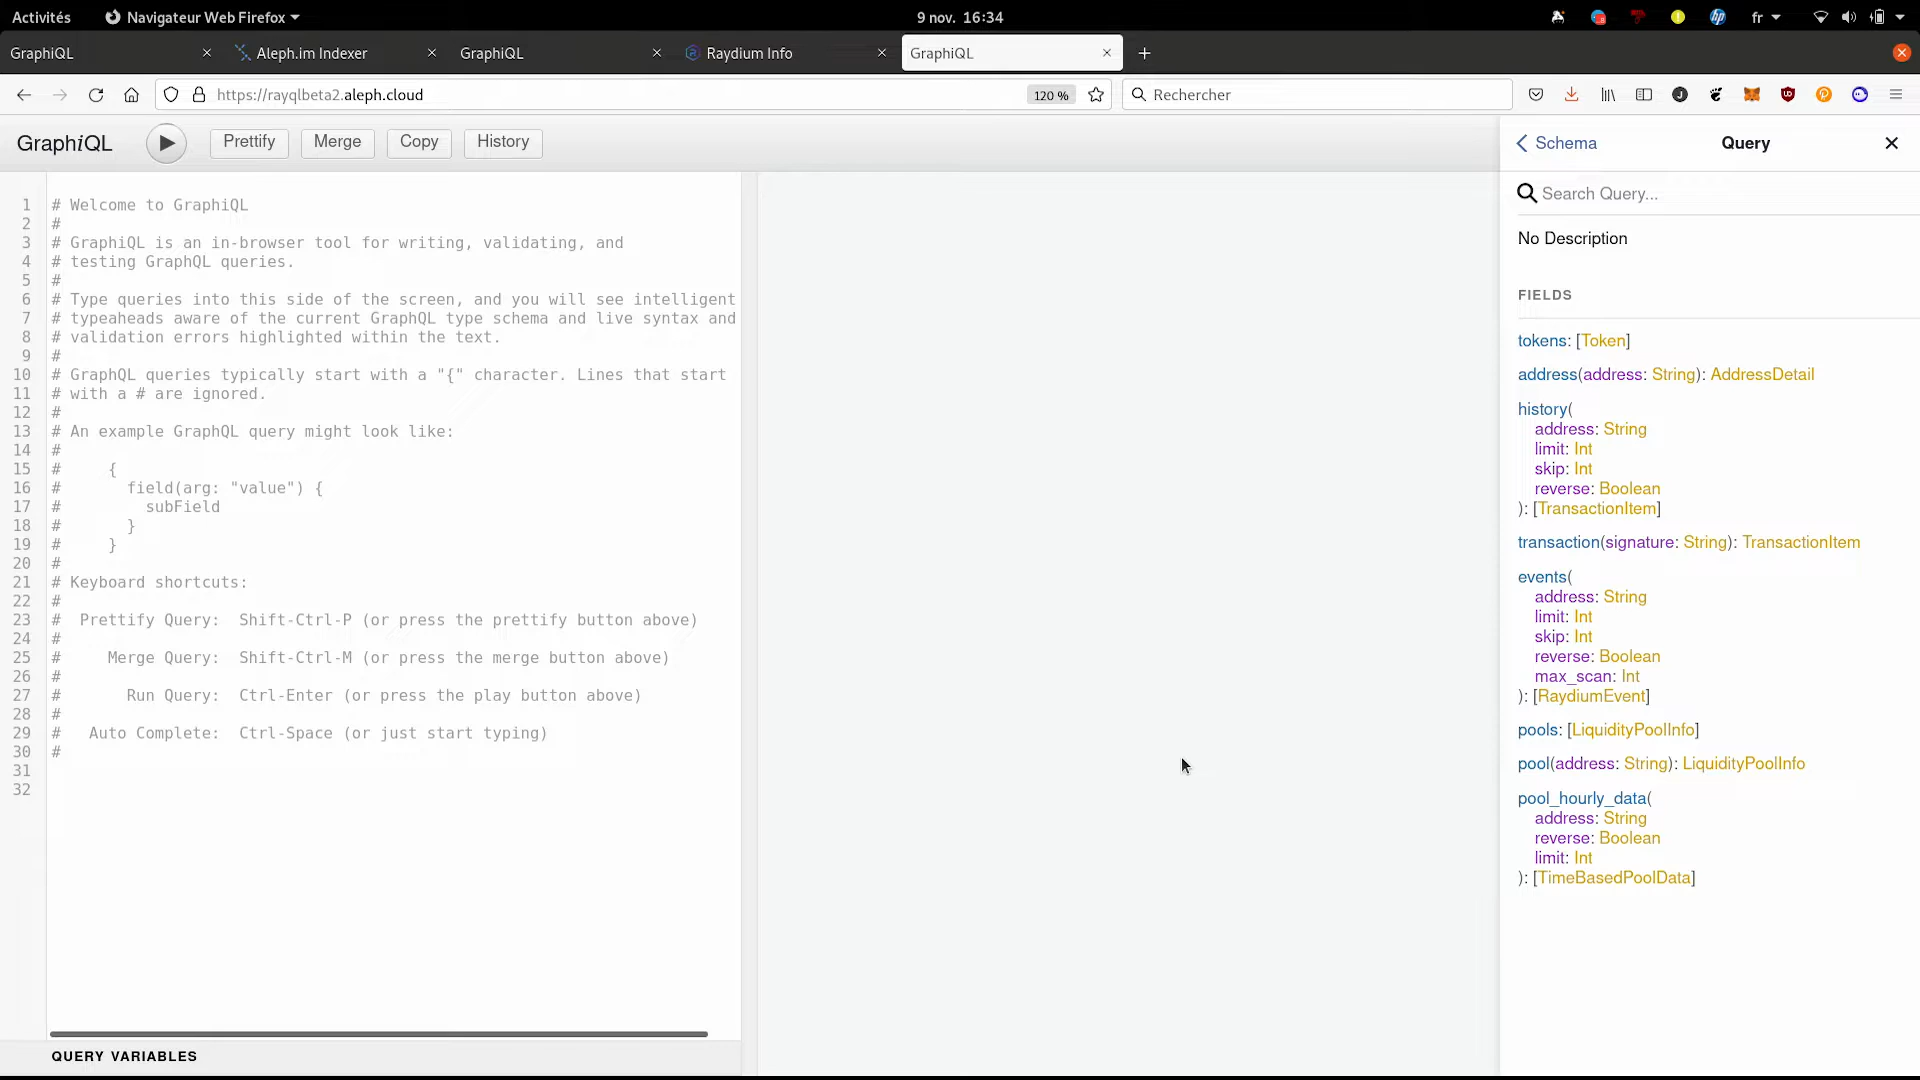 Activités
Navigateur Web Firefox
9 nov. 16:34
fr
GraphiQL
Aleph.im Indexer
GraphiQL
Raydium Info
GraphiQL
https://rayqlbeta2.aleph.cloud
120 %
Rechercher
GraphiQL
Prettify
Merge
Copy
History
Schema
Query
Search Query...
No Description
FIELDS
tokens: [Token]
address(address: String): AddressDetail
history(
address: String
limit: Int
skip: Int
reverse: Boolean
): [TransactionItem]
transaction(signature: String): TransactionItem
events(
address: String
limit: Int
skip: Int
reverse: Boolean
max_scan: Int
): [RaydiumEvent]
pools: [LiquidityPoolInfo]
pool(address: String): LiquidityPoolInfo
pool_hourly_data(
address: String
reverse: Boolean
limit: Int
): [TimeBasedPoolData]
1 # Welcome to GraphiQL
2 #
3 # GraphiQL is an in-browser tool for writing, validating, and
4 # testing GraphQL queries.
5 #
6 # Type queries into this side of the screen, and you will see intelligent
7 # typeaheads aware of the current GraphQL type schema and live syntax and
8 # validation errors highlighted within the text.
9 #
10 # GraphQL queries typically start with a "{" character. Lines that start
11 # with a # are ignored.
12 #
13 # An example GraphQL query might look like:
14 #
15 #     {
16 #       field(arg: "value") {
17 #         subField
18 #       }
19 #     }
20 #
21 # Keyboard shortcuts:
22 #
23 #  Prettify Query:  Shift-Ctrl-P (or press the prettify button above)
24 #
25 #     Merge Query:  Shift-Ctrl-M (or press the merge button above)
26 #
27 #       Run Query:  Ctrl-Enter (or press the play button above)
28 #
29 #   Auto Complete:  Ctrl-Space (or just start typing)
30 #
31
32
QUERY VARIABLES